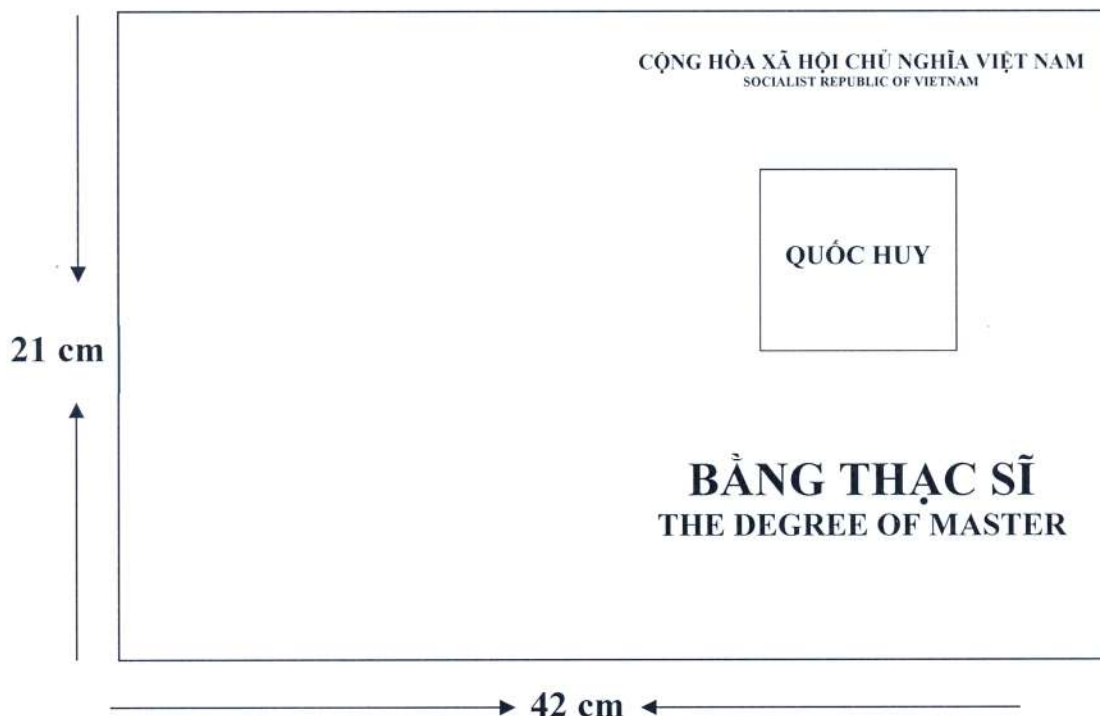 CỘNG HÒA XÃ HỘI CHỦ NGHĨA VIỆT NAM
SOCIALIST REPUBLIC OF VIETNAM
QUỐC HUY
21 cm
BẰNG THẠC SĨ
THE DEGREE OF MASTER
42 cm